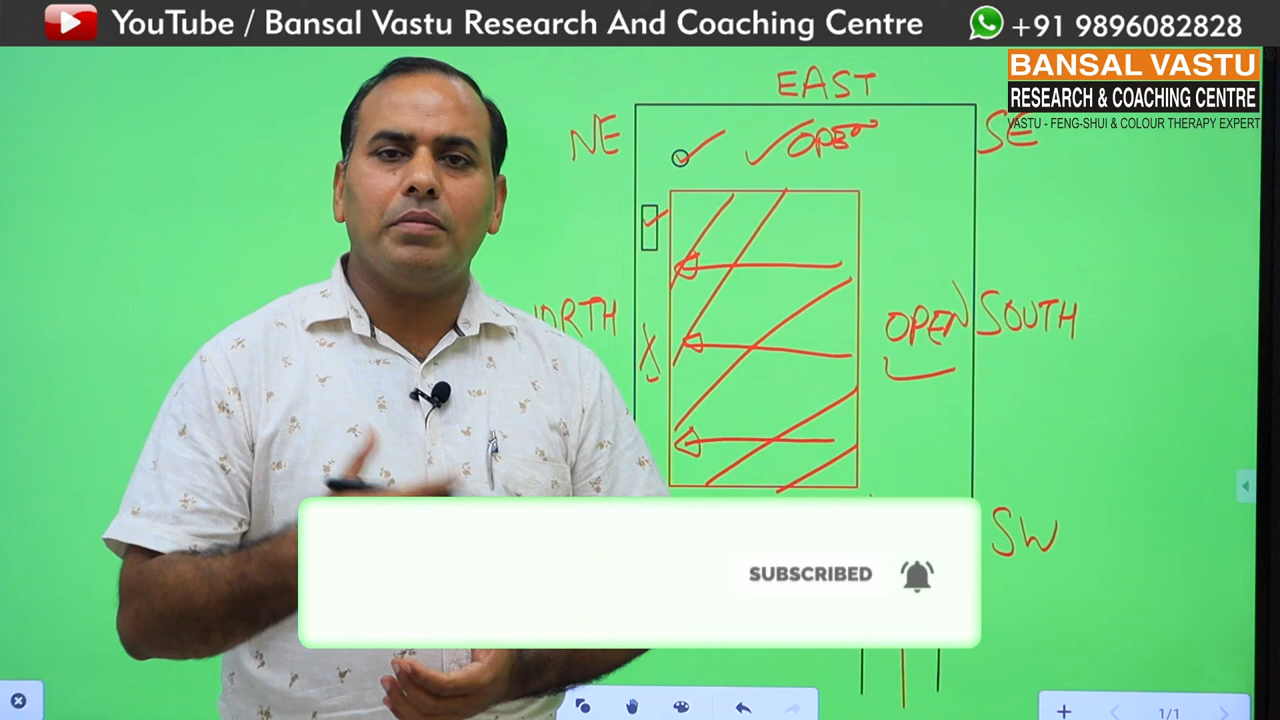 YouTube / Bansal Vastu Research And Coaching Centre
+91 9896082828
BANSAL VASTU
RESEARCH & COACHING CENTRE
VASTU - FENG-SHUI & COLOUR THERAPY EXPERT
EAST
NE
OPEN
SE
OPEN
SOUTH
SW
SUBSCRIBED
1/1